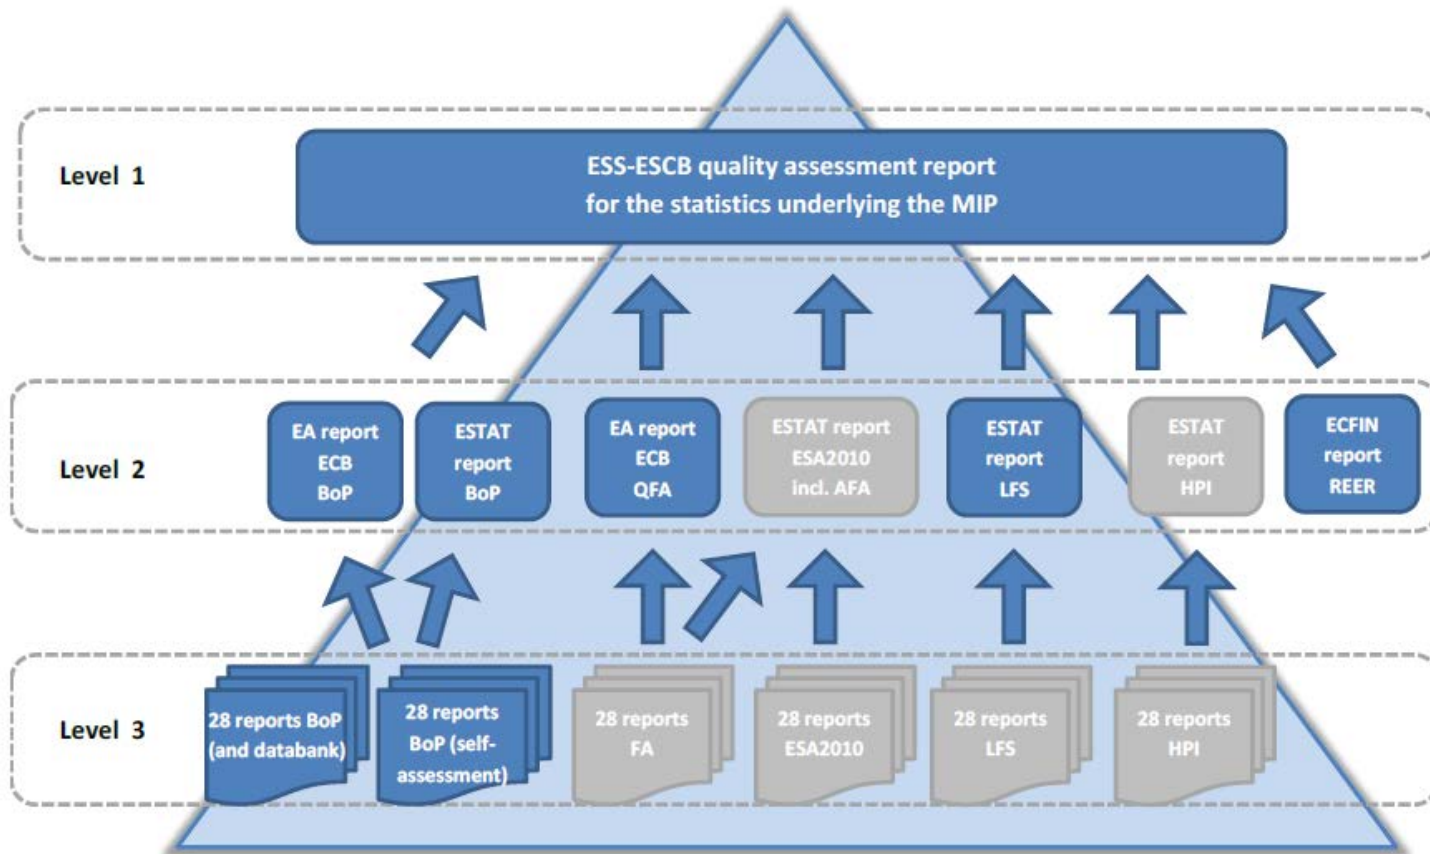 Level 1
ESS-ESCB quality assessment report
for the statistics underlying the MIP
Level 2
EA report
ECB
BoP
ESTAT
report
BoP
EA report
ECB
QFA
ESTAT report
ESA2010
incl. AFA
ESTAT
report
LFS
ESTAT
report
HPI
ECFIN
report
REER
Level 3
28 reports BoP
(and databank)
28 reports
BoP (self-
assessment)
28 reports
FA
28 reports
ESA2010
28 reports
LFS
28 reports
HPI